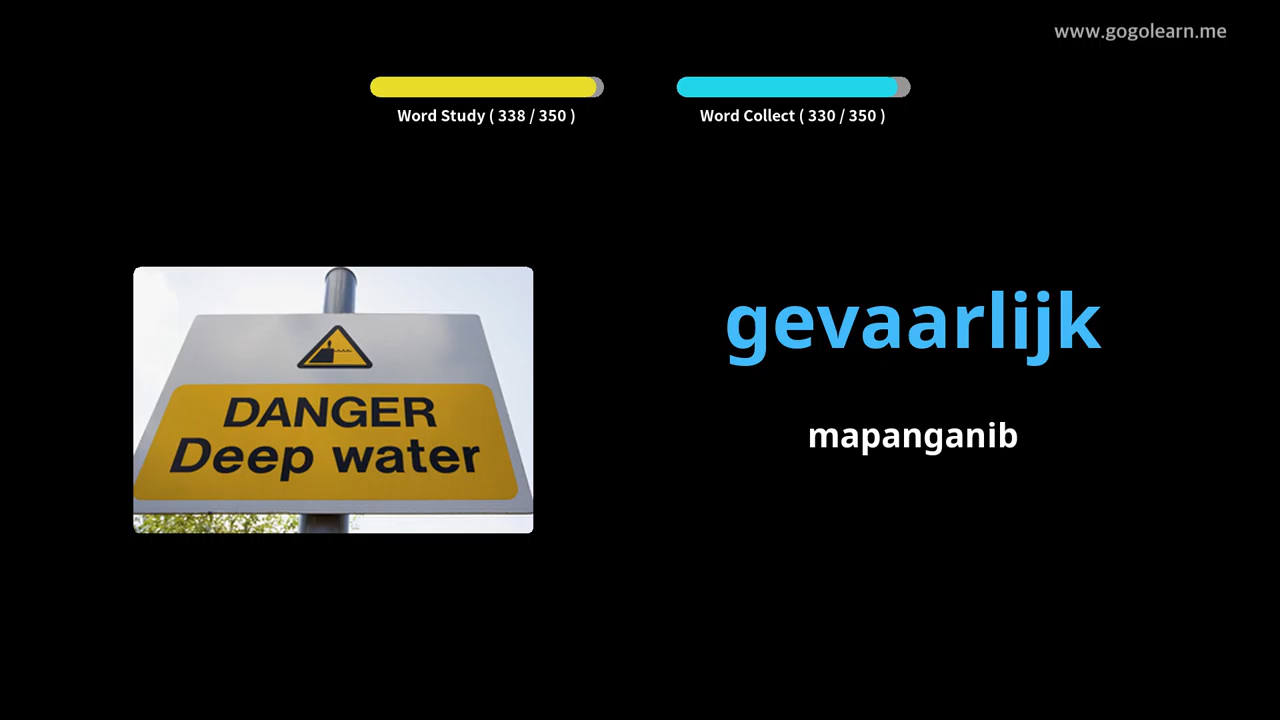 www.gogolearn.me
Word Study ( 338 / 350 )
Word Collect ( 330 / 350 )
DANGER
Deep water
gevaarlijk
mapanganib